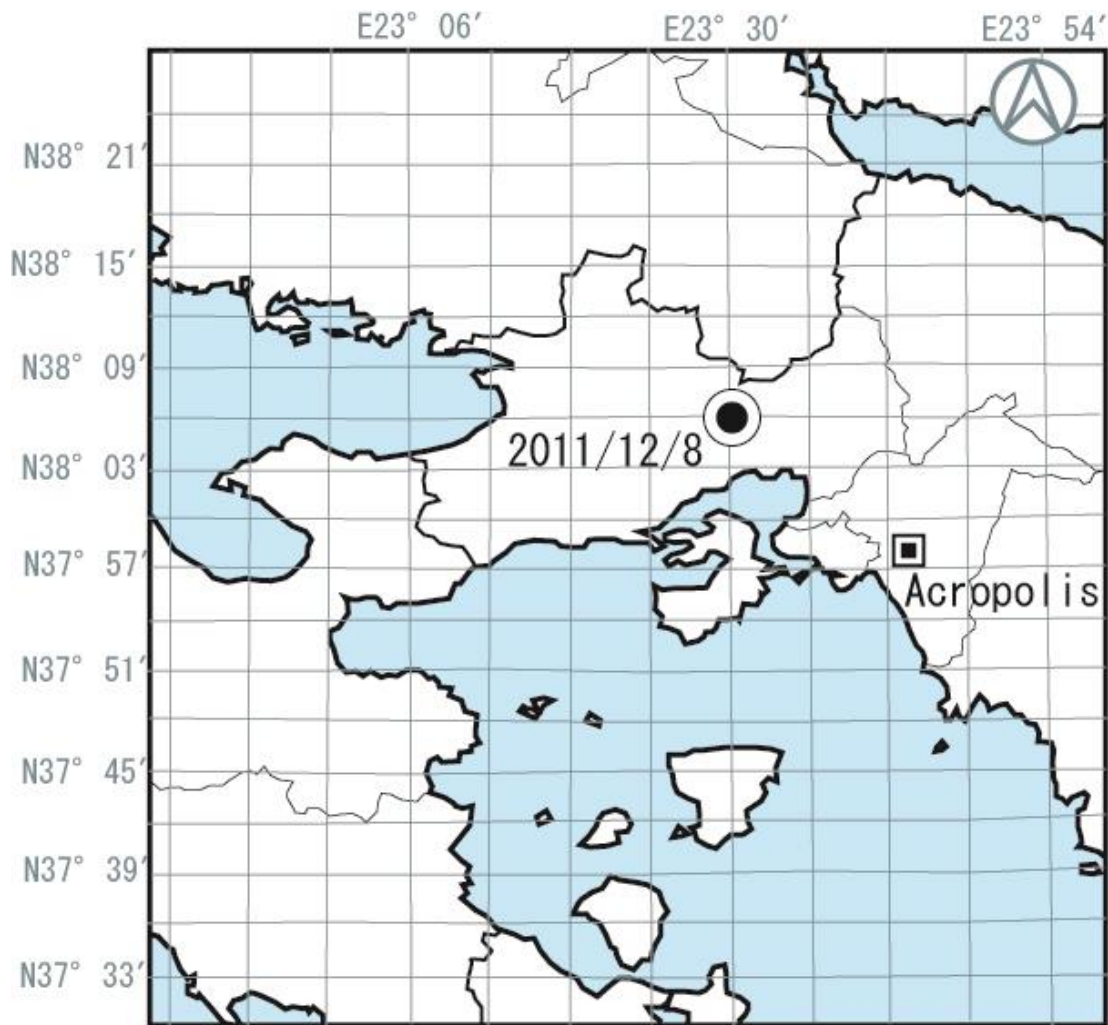 E23° 06′ E23° 30′ E23° 54′
N38° 21′
N38° 15′
N38° 09′
2011/12/8
N38° 03′
N37° 57′
Acropolis
N37° 51′
N37° 45′
N37° 39′
N37° 33′